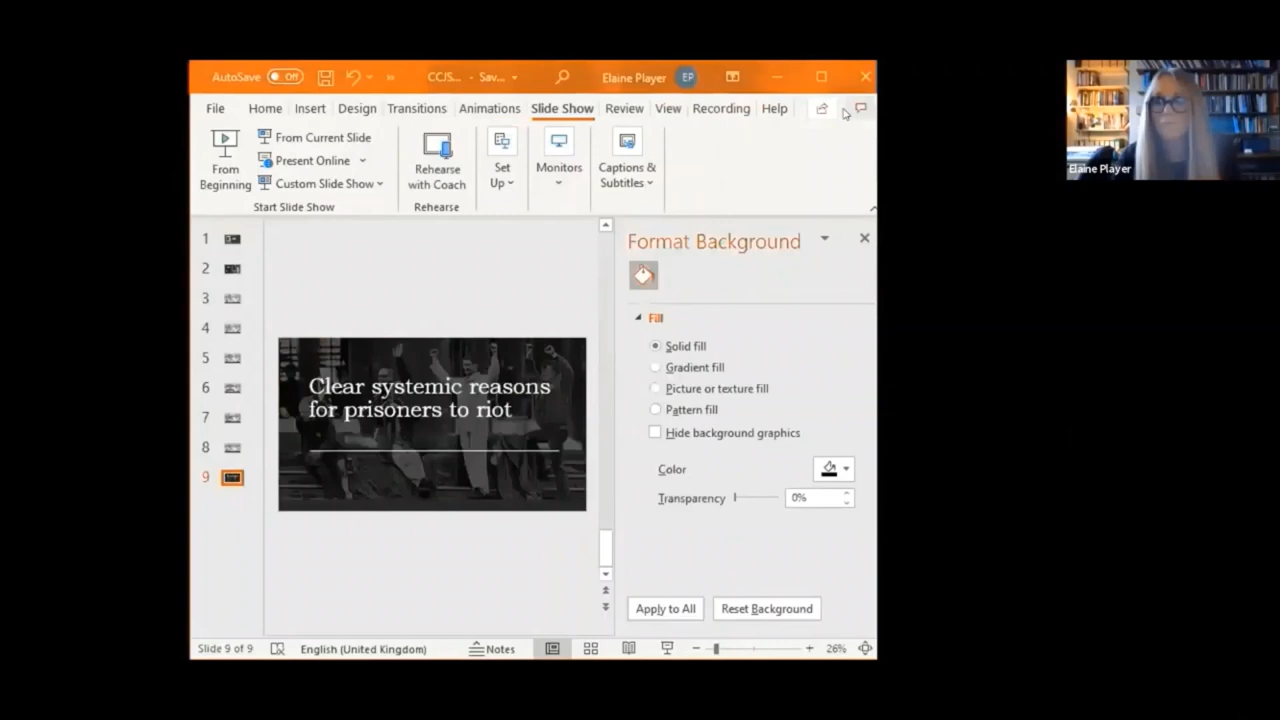 AutoSave Off CCJS... - Sav... Elaine Player EP
File Home Insert Design Transitions Animations Slide Show Review View Recording Help
From Beginning
From Current Slide
Present Online
Custom Slide Show
Start Slide Show
Rehearse
with Coach
Rehearse
Set
Up
Monitors
Captions &
Subtitles
1
2
3
4
5
6
7
8
9
Clear systemic reasons
for prisoners to riot
Format Background
Fill
Solid fill
Gradient fill
Picture or texture fill
Pattern fill
Hide background graphics
Color
Transparency 0%
Apply to All Reset Background
Slide 9 of 9 English (United Kingdom) Notes 26%
Elaine Player